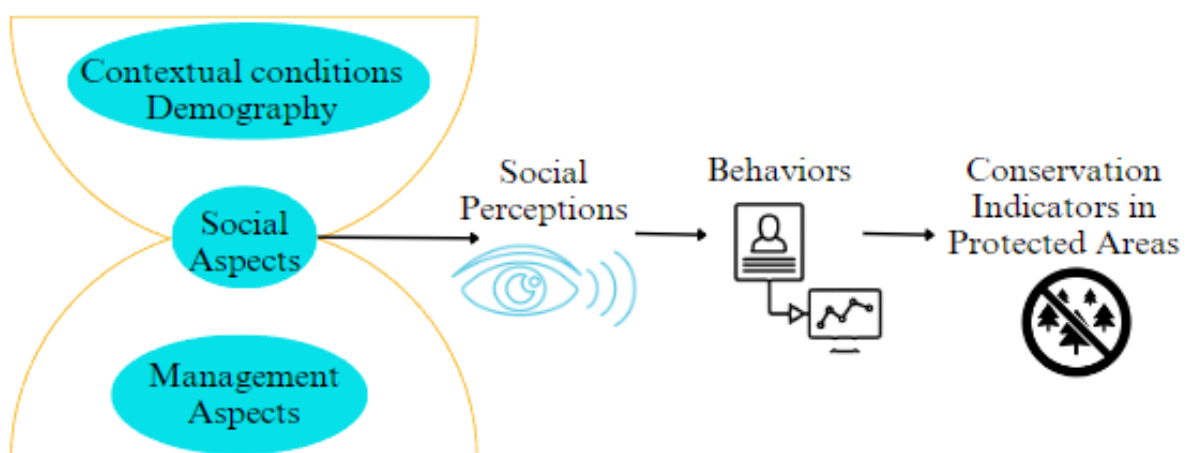 Contextual conditions
Demography
Social
Aspects
Management
Aspects
Social
Perceptions
Behaviors
Conservation
Indicators in
Protected Areas